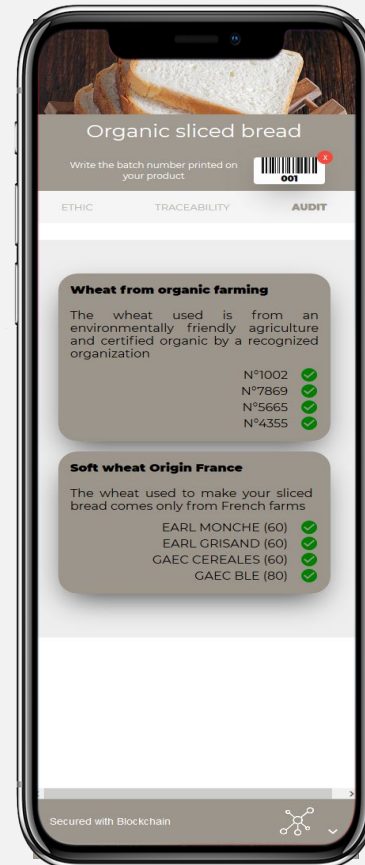 Organic sliced bread
Write the batch number printed on
your product
x
001
ETHIC TRACEABILITY AUDIT
Wheat from organic farming
The wheat used is from an
environmentally friendly agriculture
and certified organic by a recognized
organization
N°1002
N°7869
N°5665
N°4355
Soft wheat Origin France
The wheat used to make your sliced
bread comes only from French farms
EARL MONCHE (60)
EARL GRISAND (60)
GAEC CEREALES (60)
GAEC BLE (80)
Secured with Blockchain